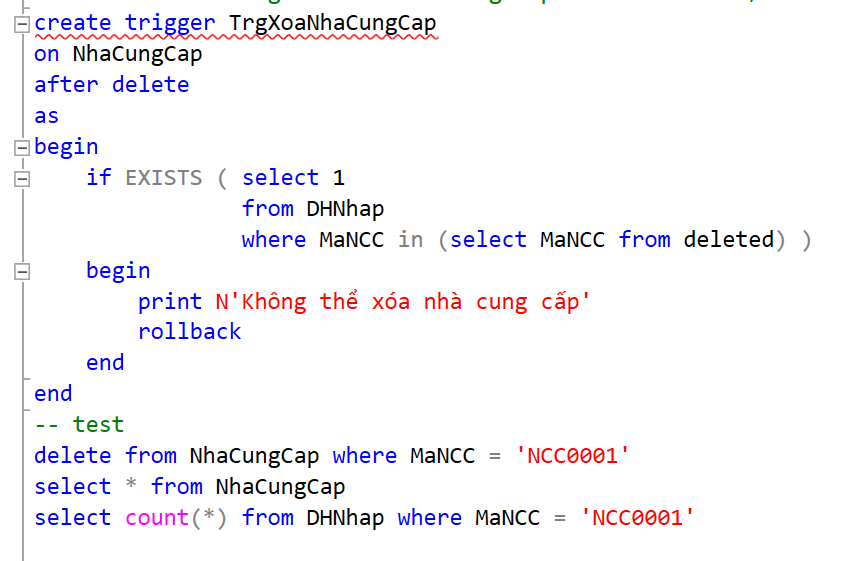 create trigger TrgXoaNhaCungCap
on NhaCungCap
after delete
as
begin
if EXISTS ( select 1
from DHNhap
where MaNCC in (select MaNCC from deleted) )
begin
print N'Không thể xóa nhà cung cấp'
rollback
end
end
-- test
delete from NhaCungCap where MaNCC = 'NCC0001'
select * from NhaCungCap
select count(*) from DHNhap where MaNCC = 'NCC0001'